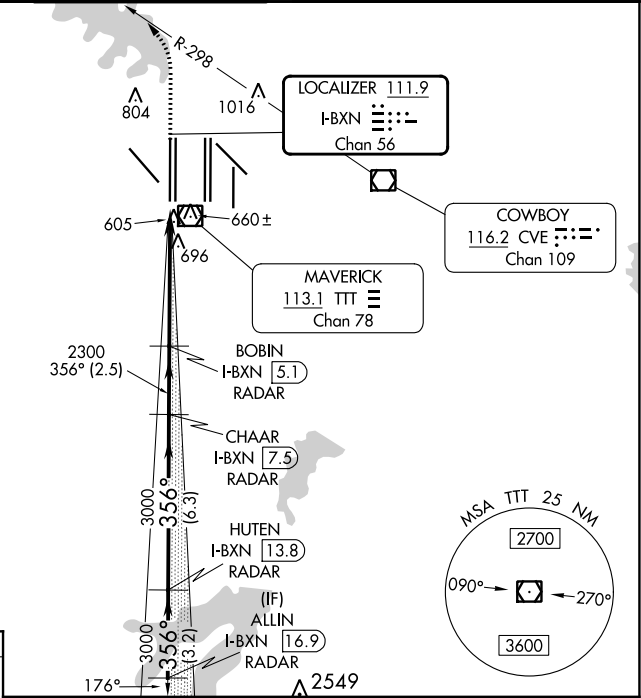 R-298
804
1016
LOCALIZER 111.9
I-BXN
Chan 56
605
660±
696
COWBOY
116.2 CVE
Chan 109
MAVERICK
113.1 TTT
Chan 78
2300
356° (2.5)
BOBIN
I-BXN 5.1
RADAR
CHAAR
I-BXN 7.5
RADAR
3000
356°
(6.3)
HUTEN
I-BXN 13.8
RADAR
(IF)
ALLIN
I-BXN 16.9
RADAR
3000
356°
(3.2)
176°
2549
MSA TTT 25 NM
2700
090°
270°
3600